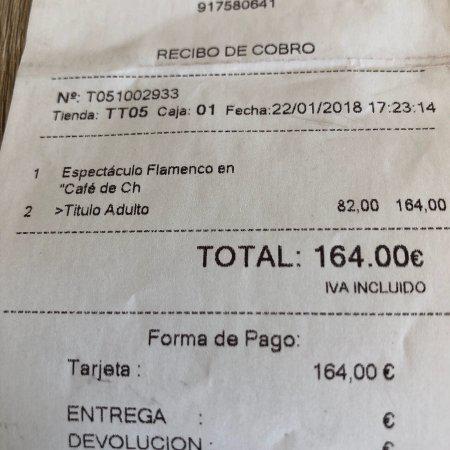 917580641
RECIBO DE COBRO
Nº: T051002933
Tienda: TT05 Caja: 01 Fecha:22/01/2018 17:23:14
1 Espectáculo Flamenco en
"Café de Ch
2 >Titulo Adulto 82,00 164,00
TOTAL: 164.00€
IVA INCLUIDO
Forma de Pago:
Tarjeta : 164,00 €
ENTREGA : €
DEVOLUCION : €